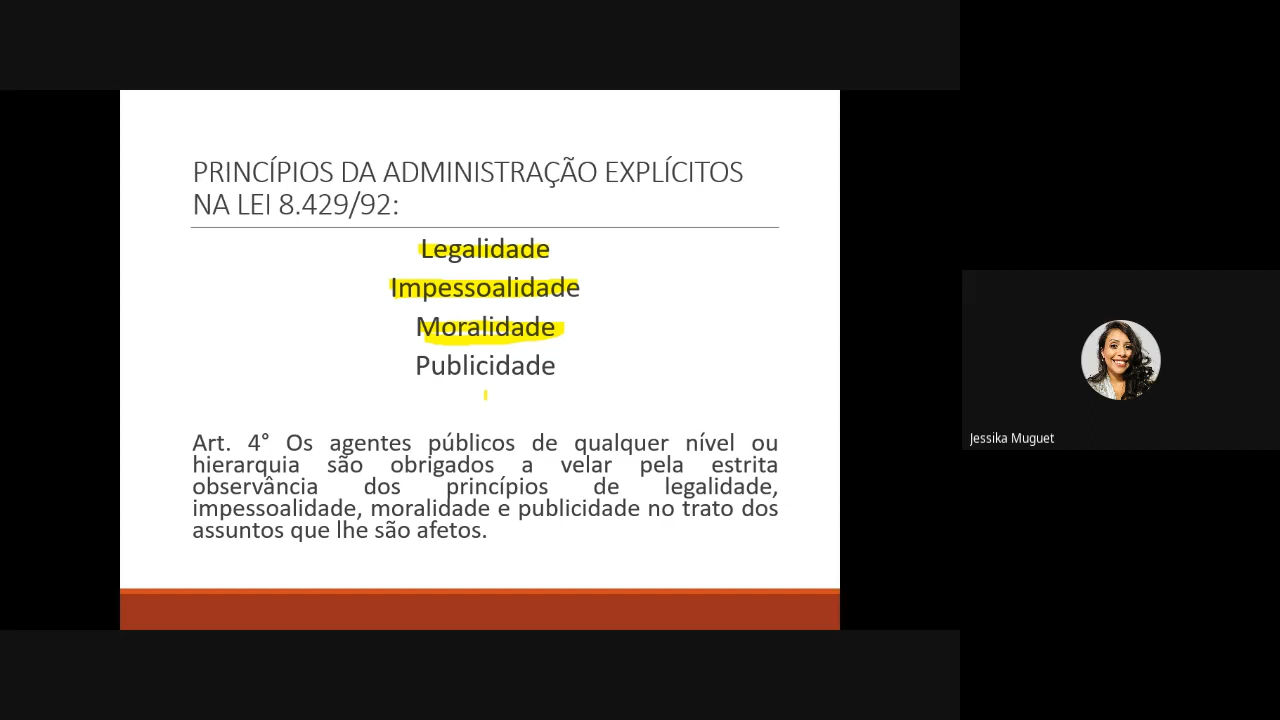 PRINCÍPIOS DA ADMINISTRAÇÃO EXPLÍCITOS
NA LEI 8.429/92:
Legalidade
Impessoalidade
Moralidade
Publicidade
Art. 4° Os agentes públicos de qualquer nível ou
hierarquia são obrigados a velar pela estrita
observância dos princípios de legalidade,
impessoalidade, moralidade e publicidade no trato dos
assuntos que lhe são afetos.
Jessika Muguet